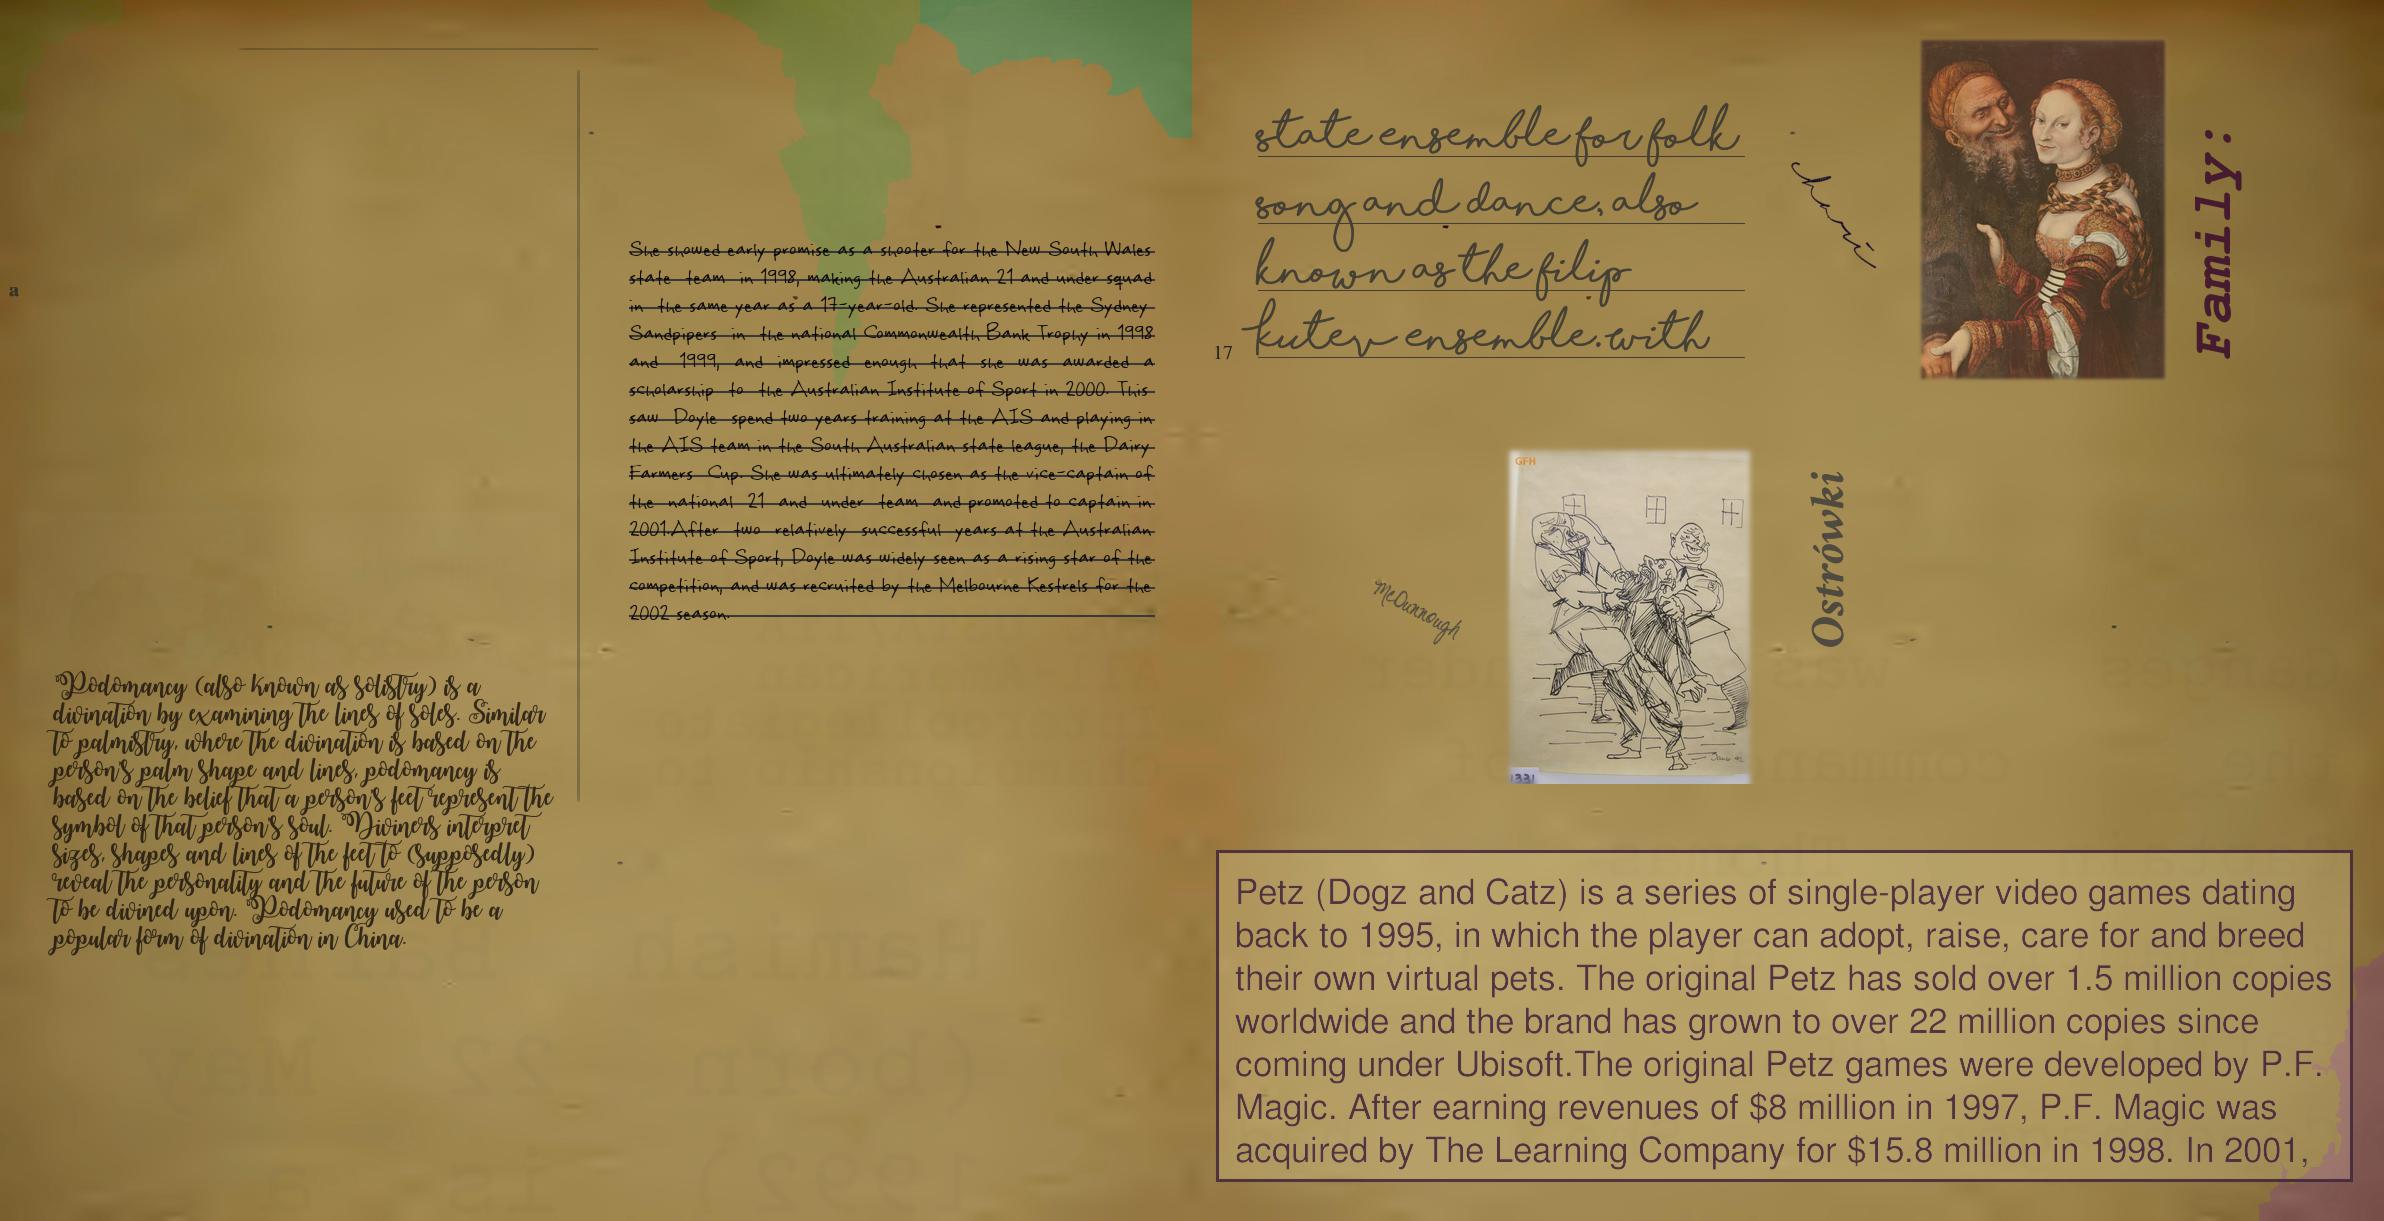 a
She showed early promise as a shooter for the New South Wales
state team in 1998, making the Australian 21 and under squad
in the same year as a 17-year-old. She represented the Sydney
Sandpipers in the national Commonwealth Bank Trophy in 1998
and 1999, and impressed enough that she was awarded a
scholarship to the Australian Institute of Sport in 2000. This
saw Doyle spend two years training at the AIS and playing in
the AIS team in the South Australian state league, the Dairy
Farmers Cup. She was ultimately chosen as the vice-captain of
the national 21 and under team and promoted to captain in
2001.After two relatively successful years at the Australian
Institute of Sport, Doyle was widely seen as a rising star of the
competition, and was recruited by the Melbourne Kestrels for the
2002 season.
Podomancy (also known as solistry) is a
divination by examining the lines of soles. Similar
to palmistry, where the divination is based on the
person's palm shape and lines, podomancy is
based on the belief that a person's feet represent the
symbol of that person's soul. Diviners interpret
sizes, shapes and lines of the feet to (supposedly)
reveal the personality and the future of the person
to be divined upon. Podomancy used to be a
popular form of divination in China.
state ensemble for folk
song and dance, also
known as the filip
kutev ensemble. with
17
Family:
GFH
1331
McDunnough
Ostrówki
Petz (Dogz and Catz) is a series of single-player video games dating
back to 1995, in which the player can adopt, raise, care for and breed
their own virtual pets. The original Petz has sold over 1.5 million copies
worldwide and the brand has grown to over 22 million copies since
coming under Ubisoft.The original Petz games were developed by P.F.
Magic. After earning revenues of $8 million in 1997, P.F. Magic was
acquired by The Learning Company for $15.8 million in 1998. In 2001,